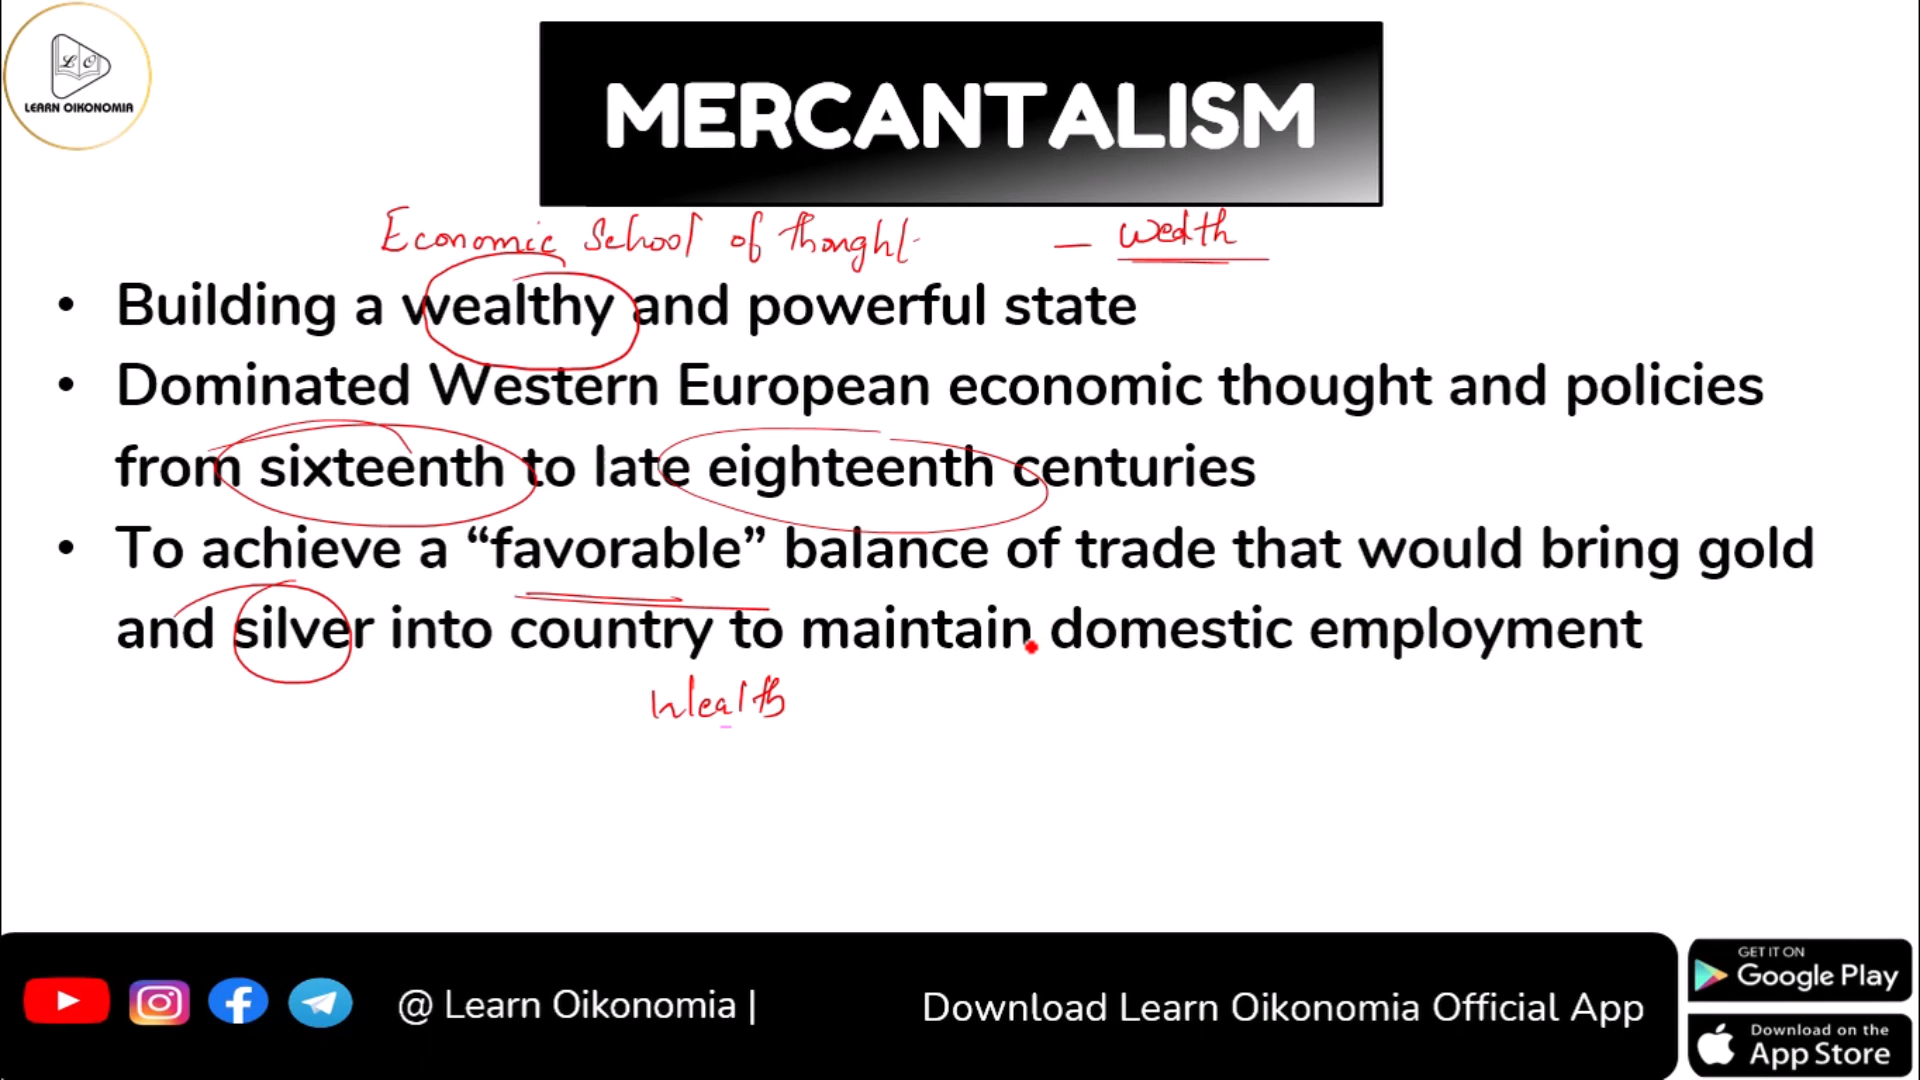 L O
LEARN OIKONOMIA
MERCANTALISM
Economic School of thought - wealth
• Building a wealthy and powerful state
• Dominated Western European economic thought and policies
from sixteenth to late eighteenth centuries
• To achieve a “favorable” balance of trade that would bring gold
and silver into country to maintain domestic employment
Wealth
@ Learn Oikonomia |
Download Learn Oikonomia Official App
GET IT ON
Google Play
Download on the
App Store